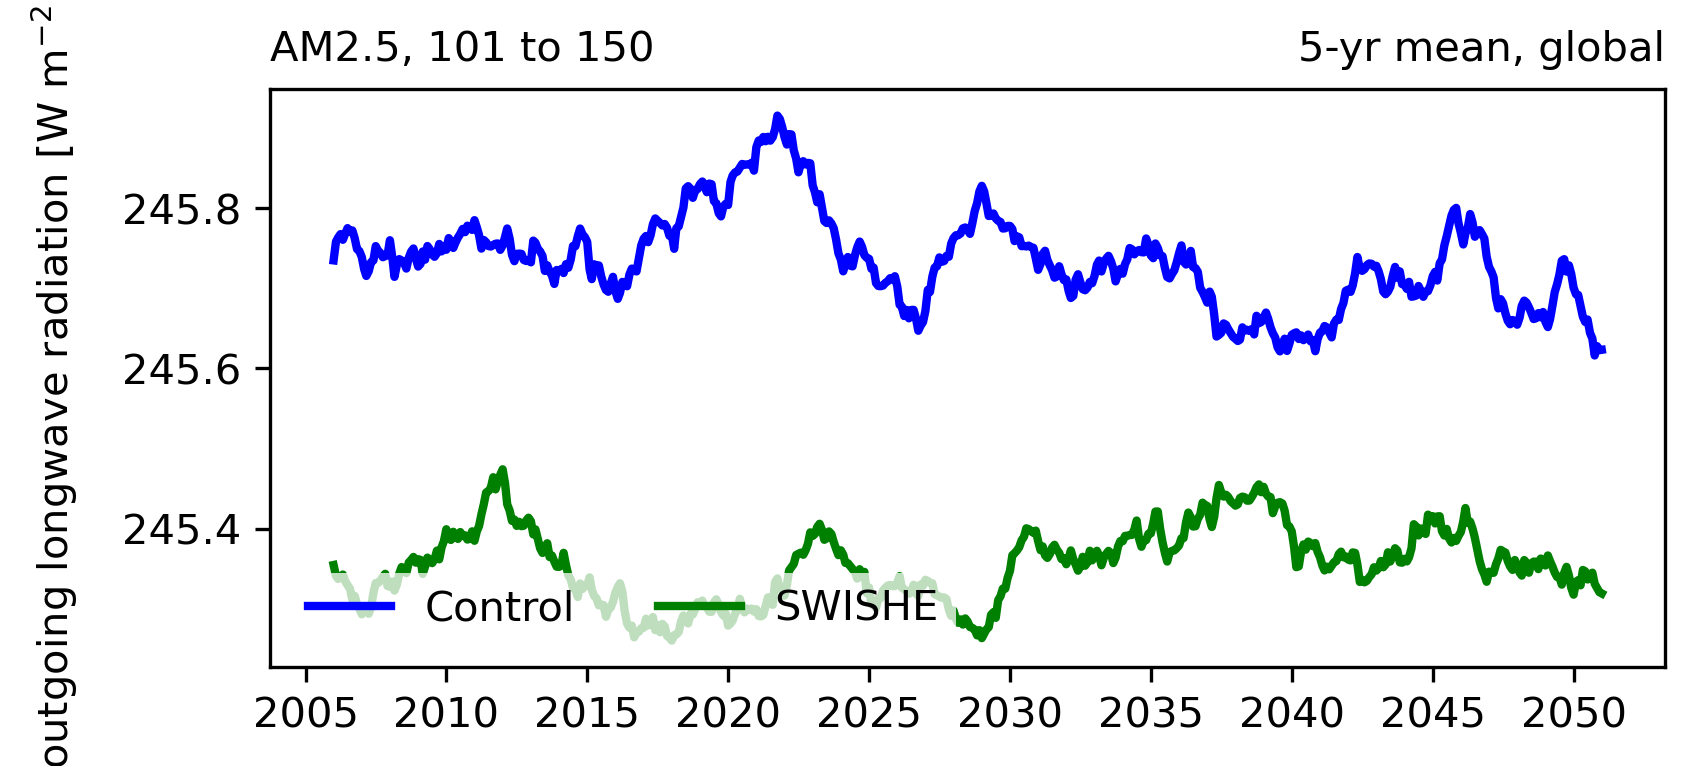 AM2.5, 101 to 150
5-yr mean, global
outgoing longwave radiation [W m⁻²
245.8
245.6
245.4
Control
SWISHE
2005 2010 2015 2020 2025 2030 2035 2040 2045 2050